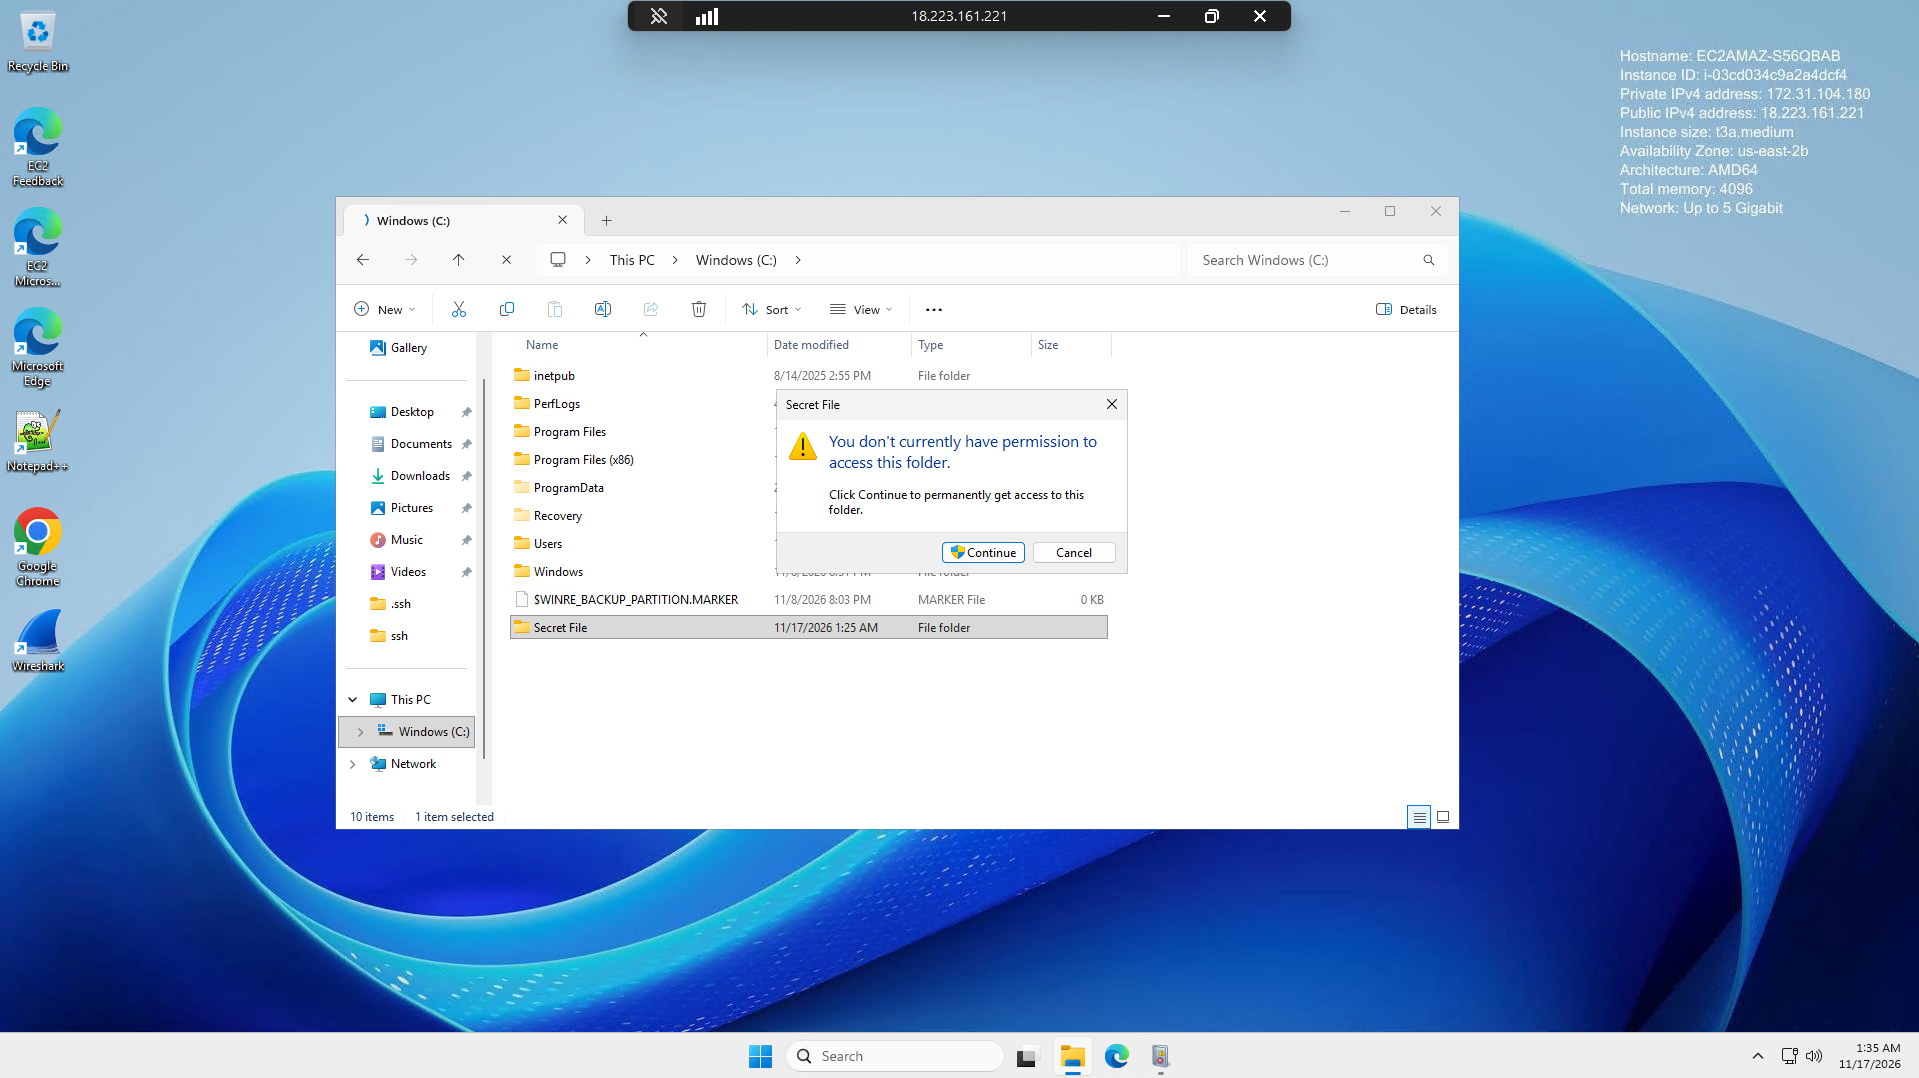 18.223.161.221
Recycle Bin
EC2
Feedback
EC2
Micros...
Microsoft
Edge
Notepad++
Google
Chrome
Wireshark
Hostname: EC2AMAZ-S56QBAB
Instance ID: i-03cd034c9a2a4dcf4
Private IPv4 address: 172.31.104.180
Public IPv4 address: 18.223.161.221
Instance size: t3a.medium
Availability Zone: us-east-2b
Architecture: AMD64
Total memory: 4096
Network: Up to 5 Gigabit
Windows (C:)
This PC
Windows (C:)
Search Windows (C:)
New
Sort
View
Details
Gallery
Desktop
Documents
Downloads
Pictures
Music
Videos
.ssh
ssh
This PC
Windows (C:)
Network
Name Date modified Type Size
inetpub 8/14/2025 2:55 PM File folder
PerfLogs
Program Files
Program Files (x86)
ProgramData
Recovery
Users
Windows
$WINRE_BACKUP_PARTITION.MARKER 11/8/2026 8:03 PM MARKER File 0 KB
Secret File 11/17/2026 1:25 AM File folder
Secret File
You don't currently have permission to
access this folder.
Click Continue to permanently get access to this
folder.
Continue
Cancel
10 items 1 item selected
Search
1:35 AM
11/17/2026